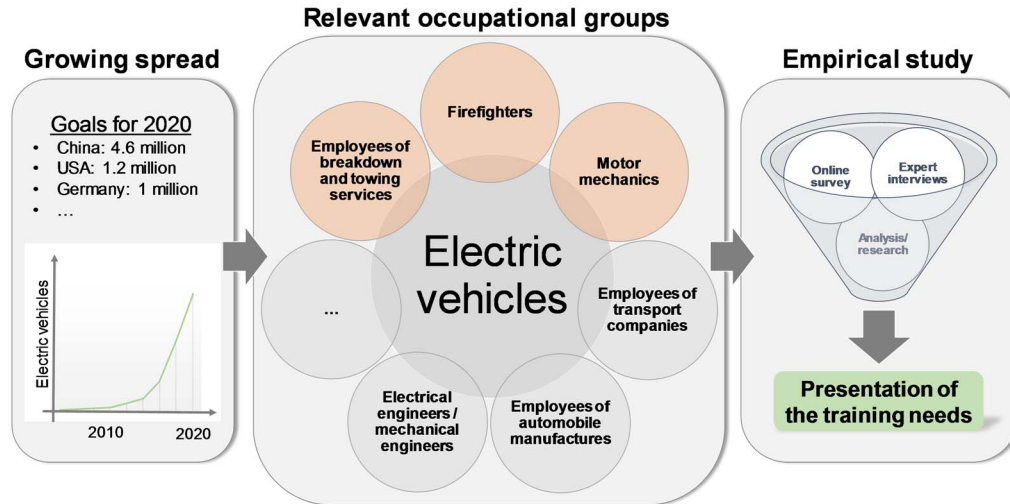 Relevant occupational groups
Growing spread
Empirical study
Goals for 2020
• China: 4.6 million
• USA: 1.2 million
• Germany: 1 million
• ...
Electric vehicles
2010
2020
Firefighters
Employees of
breakdown
and towing
services
Motor
mechanics
Electric
vehicles
...
Employees of
transport
companies
Electrical
engineers /
mechanical
engineers
Employees of
automobile
manufactures
Online
survey
Expert
interviews
Analysis/
research
Presentation of
the training needs